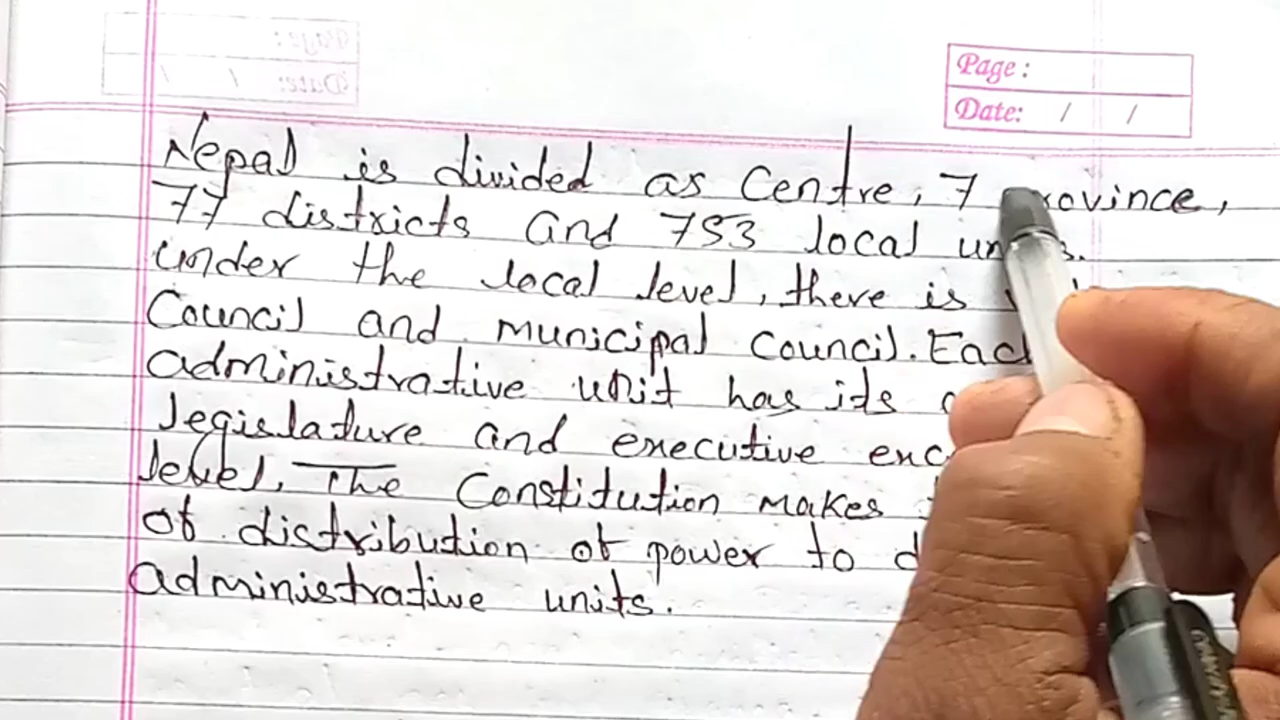 Page:
Date: / /
Nepal is divided as Centre, 7 province,
77 districts and 753 local units.
under the local level, there is
Council and municipal Council. Each
administrative unit has its
legislature and executive
level, The Constitution makes
of distribution of power to
administrative units.